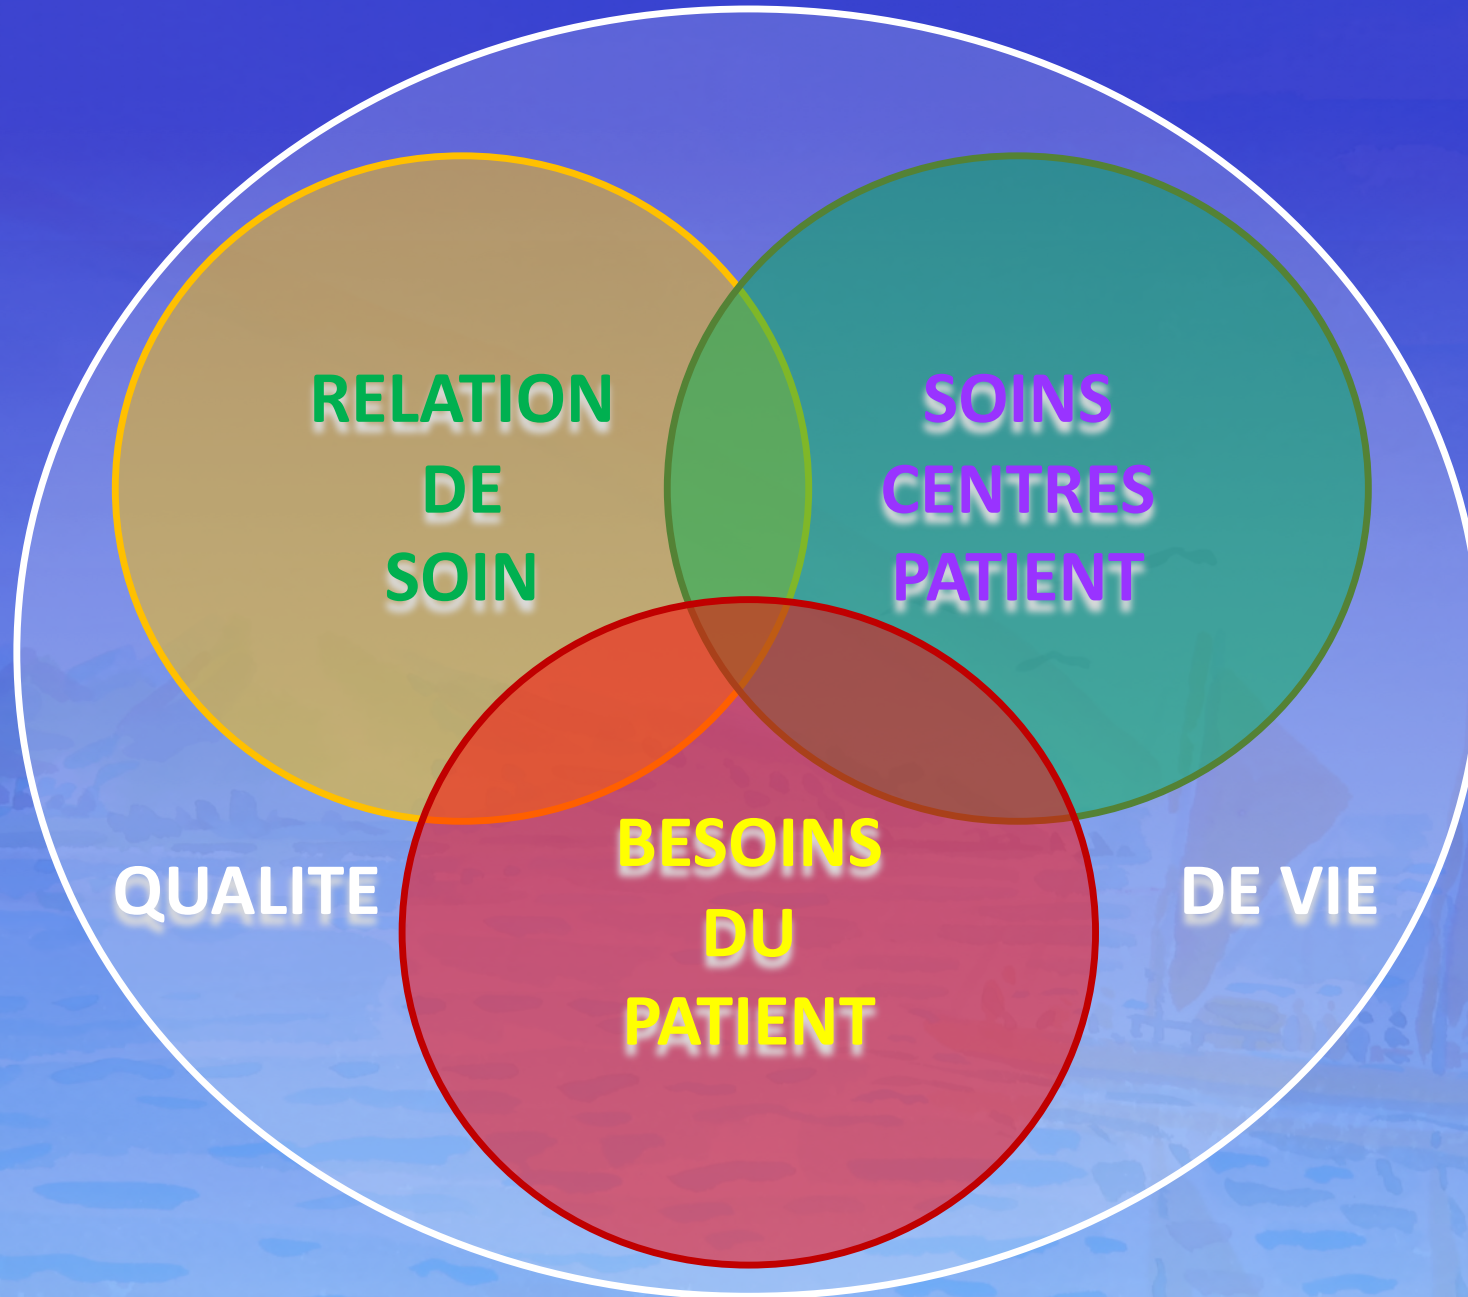 RELATION
DE
SOIN
SOINS
CENTRES
PATIENT
BESOINS
DU
PATIENT
QUALITE
DE VIE